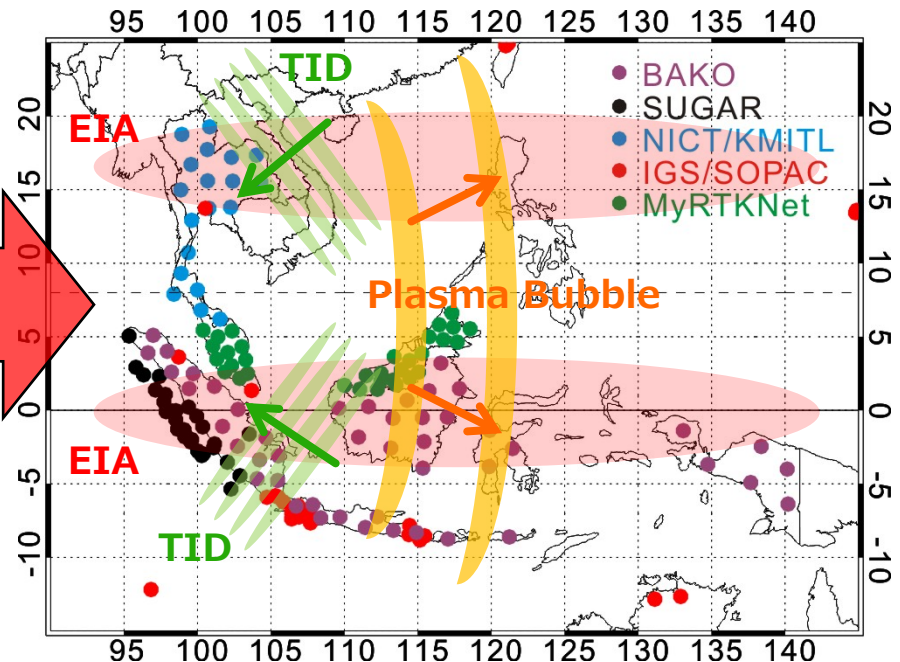 95 100 105 110 115 120 125 130 135 140
TID
BAKO
SUGAR
NICT/KMITL
IGS/SOPAC
MyRTKNet
EIA
20 20
15 15
10 10
Plasma Bubble
5 5
0 0
EIA
-5 -5
TID
-10 -10
95 100 105 110 115 120 125 130 135 140